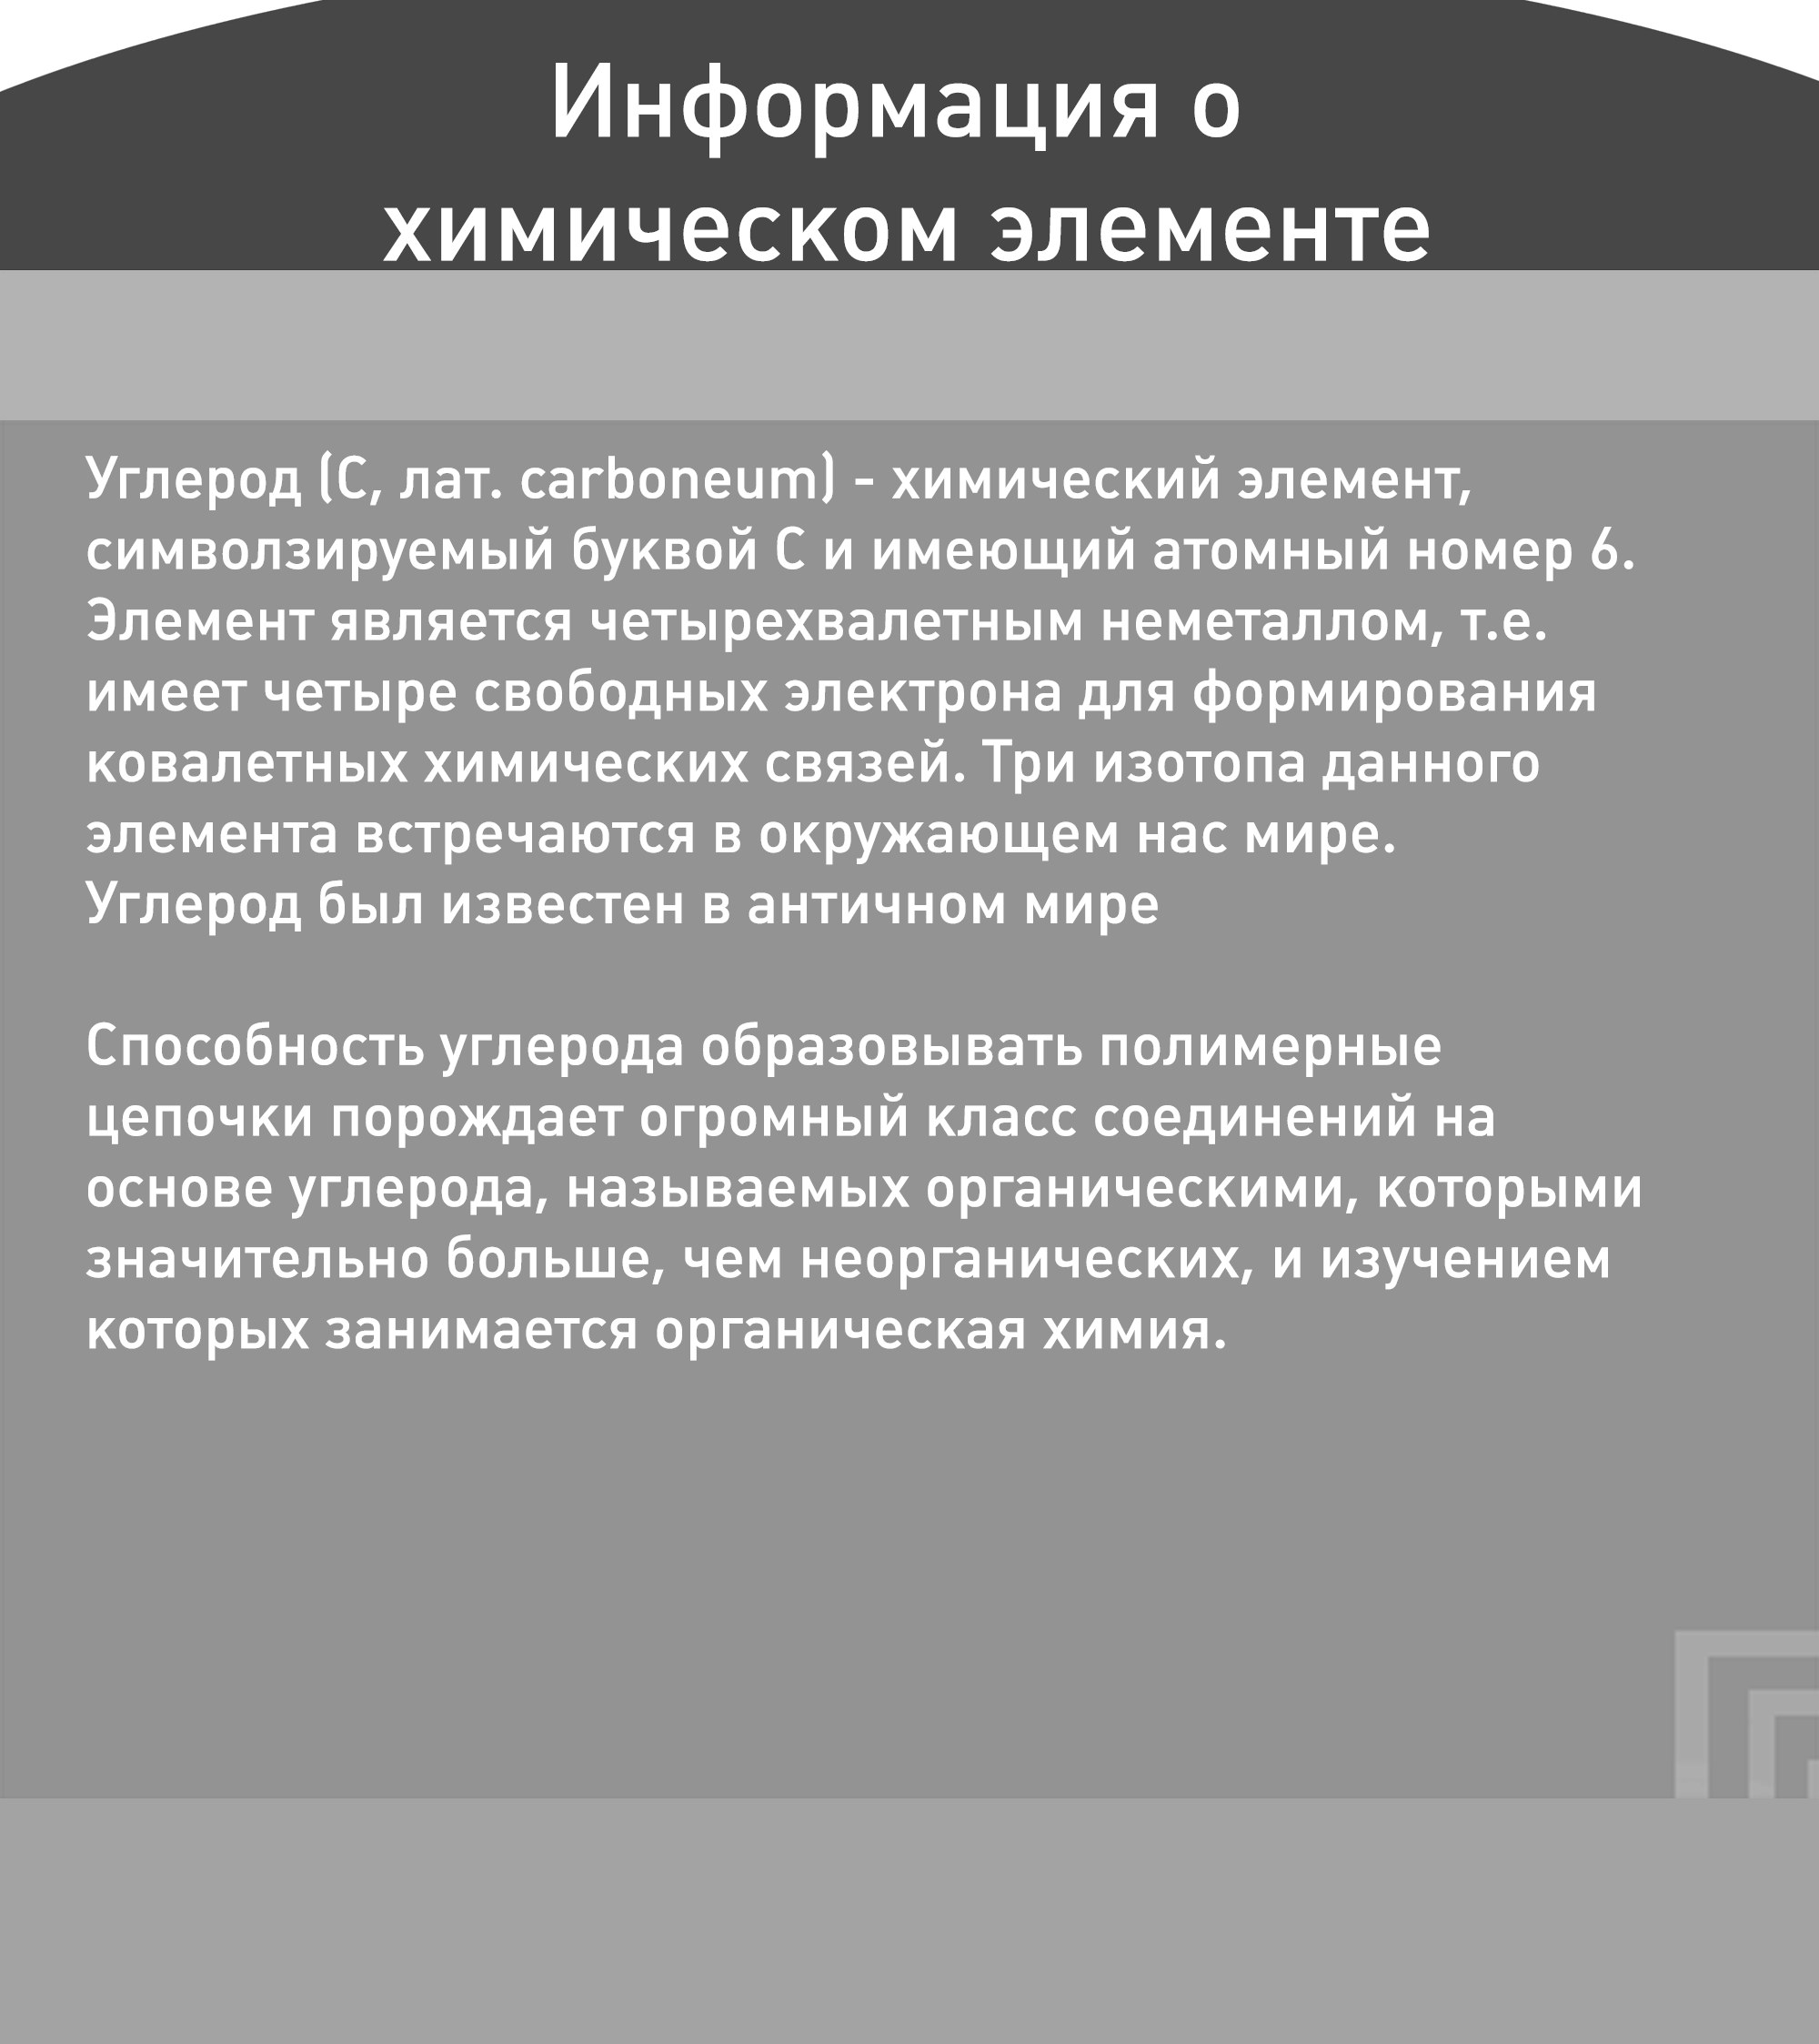 Информация о
химическом элементе
Углерод (C, лат. carboneum) - химический элемент,
символзируемый буквой C и имеющий атомный номер 6.
Элемент является четырехвалетным неметаллом, т.е.
имеет четыре свободных электрона для формирования
ковалетных химических связей. Три изотопа данного
элемента встречаются в окружающем нас мире.
Углерод был известен в античном мире
Способность углерода образовывать полимерные
цепочки порождает огромный класс соединений на
основе углерода, называемых органическими, которыми
значительно больше, чем неорганических, и изучением
которых занимается органическая химия.